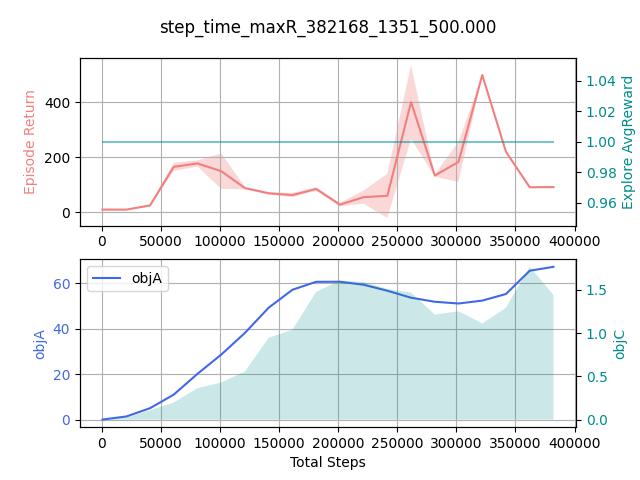 step_time_maxR_382168_1351_500.000
Episode Return
400
200
0
1.04
1.02
1.00
0.98
0.96
Explore AvgReward
0 50000 100000 150000 200000 250000 300000 350000 400000
objA
objA
60
40
20
0
1.5
1.0
0.5
0.0
objC
0 50000 100000 150000 200000 250000 300000 350000 400000
Total Steps